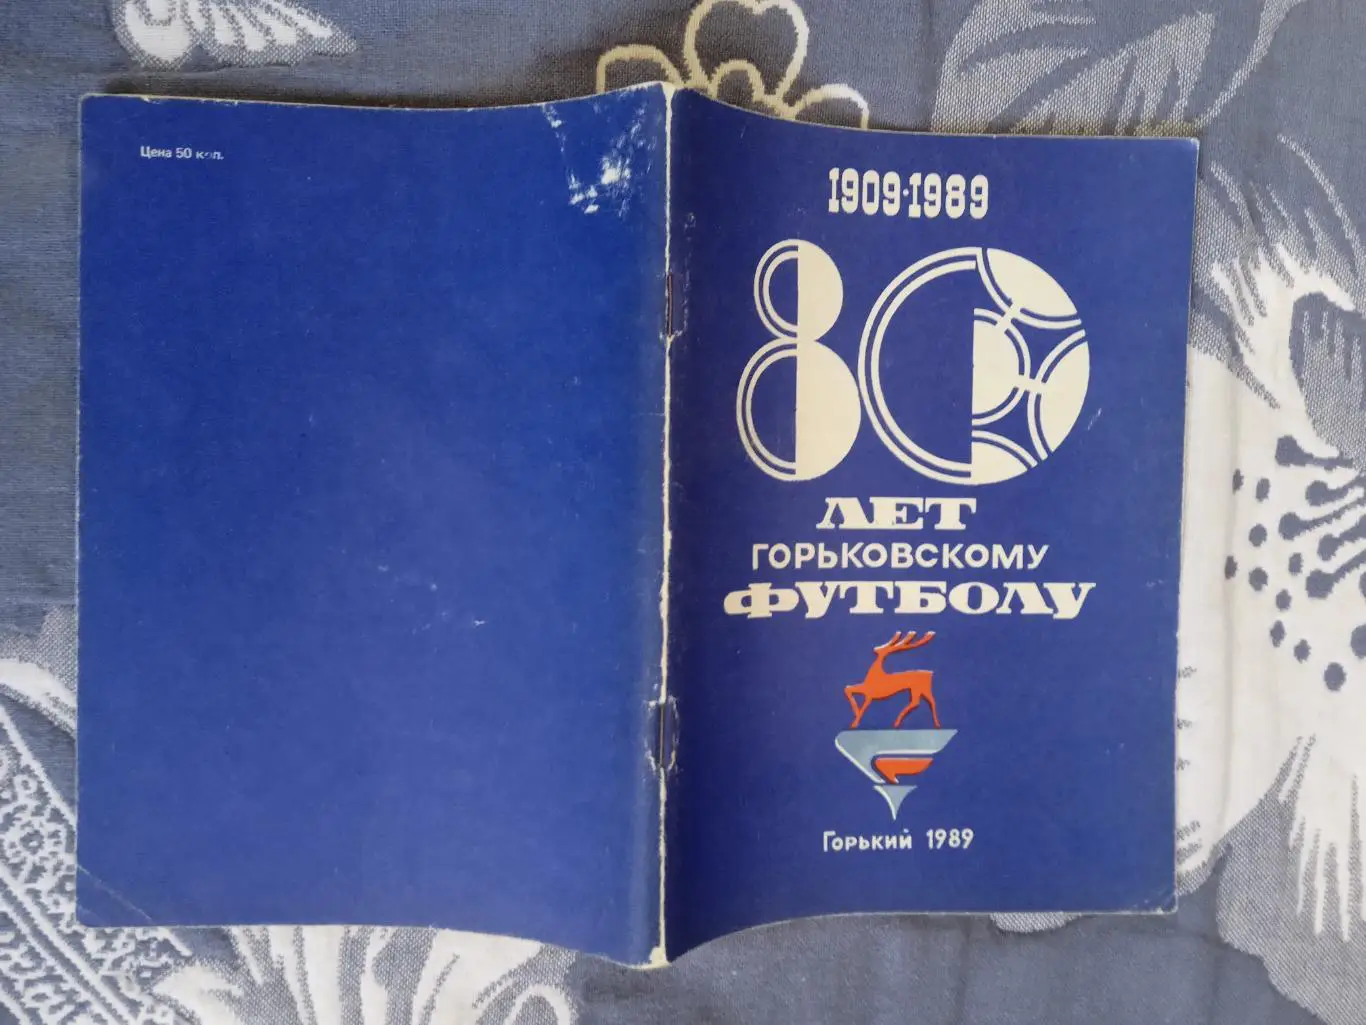 Цена 50 коп.
1909·1989
80
ЛЕТ
ГОРЬКОВСКОМУ
ФУТБОЛУ
Горький 1989